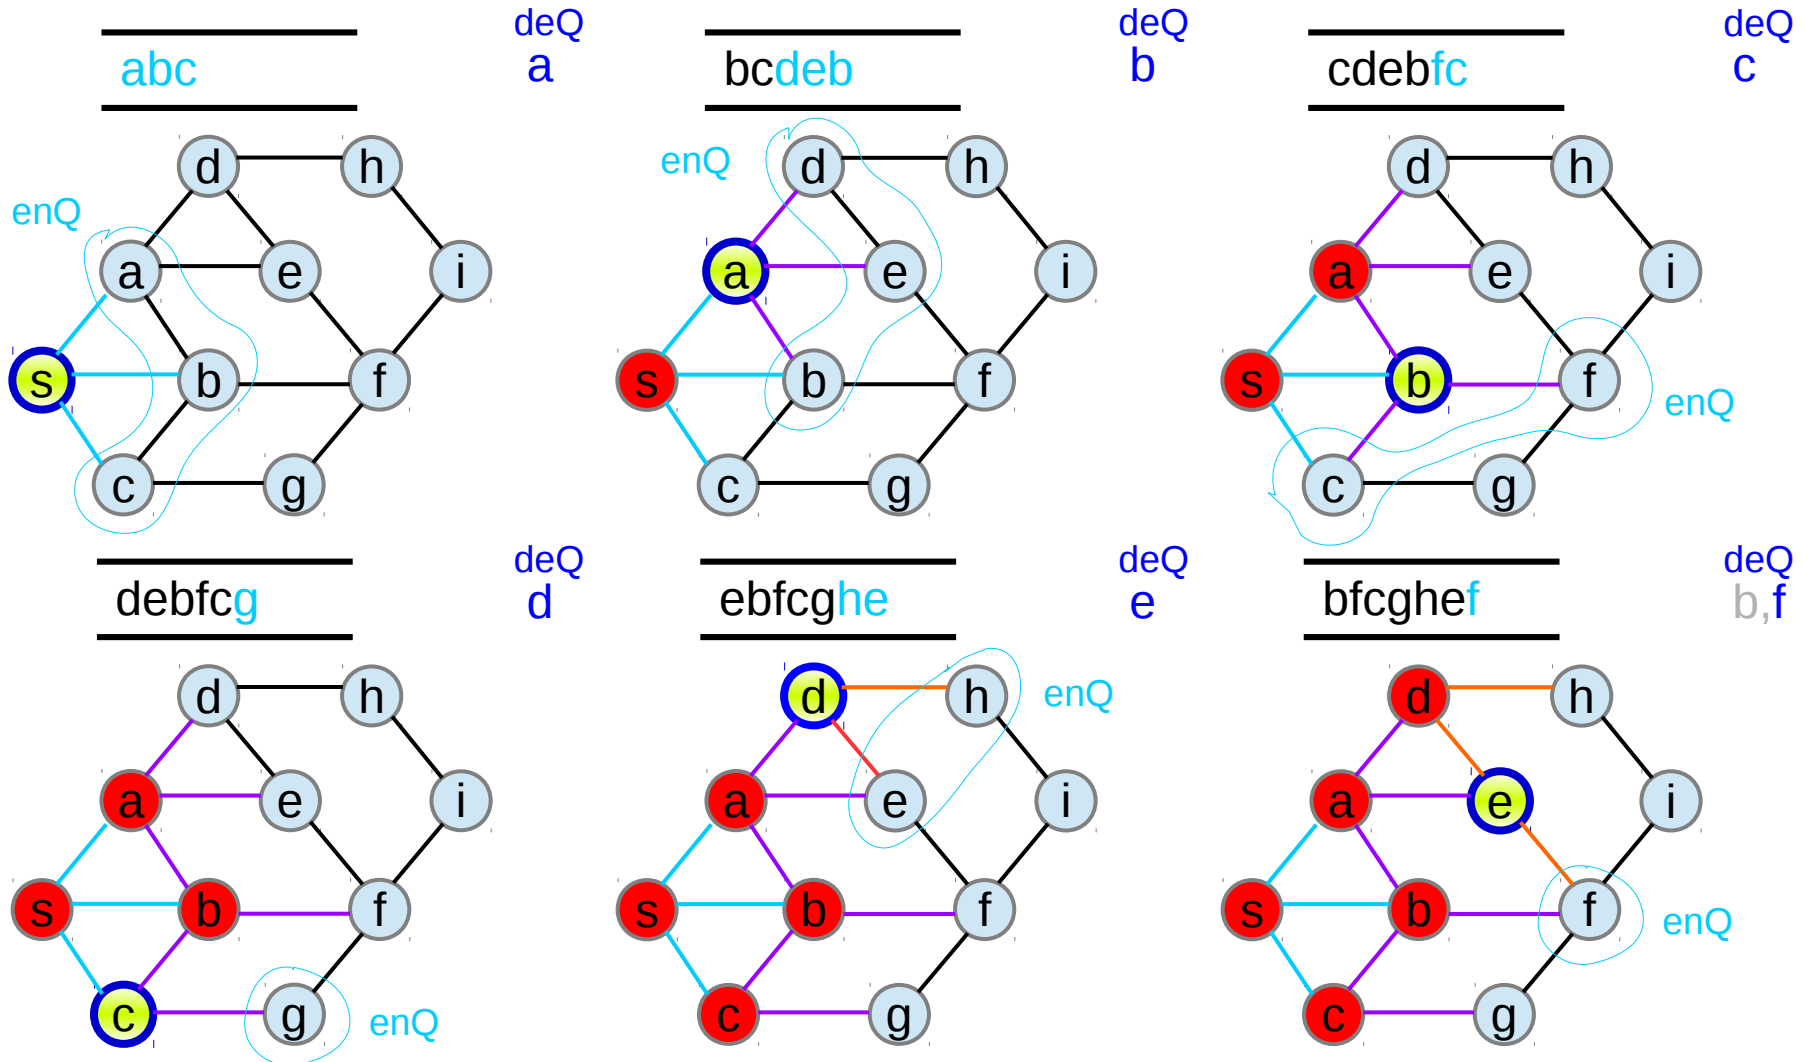 deQ deQ deQ
abc a bcdeb b cdebfc c
d h d h d h
enQ
enQ
a e i a e i a e i
s b f s b f s b f
enQ
c g c g c g
deQ deQ deQ
debfcg d ebfcghe e bfcghef b,f
d h d h d h
enQ
a e i a e i a e i
s b f s b f s b f
enQ
c g c g c g
enQ